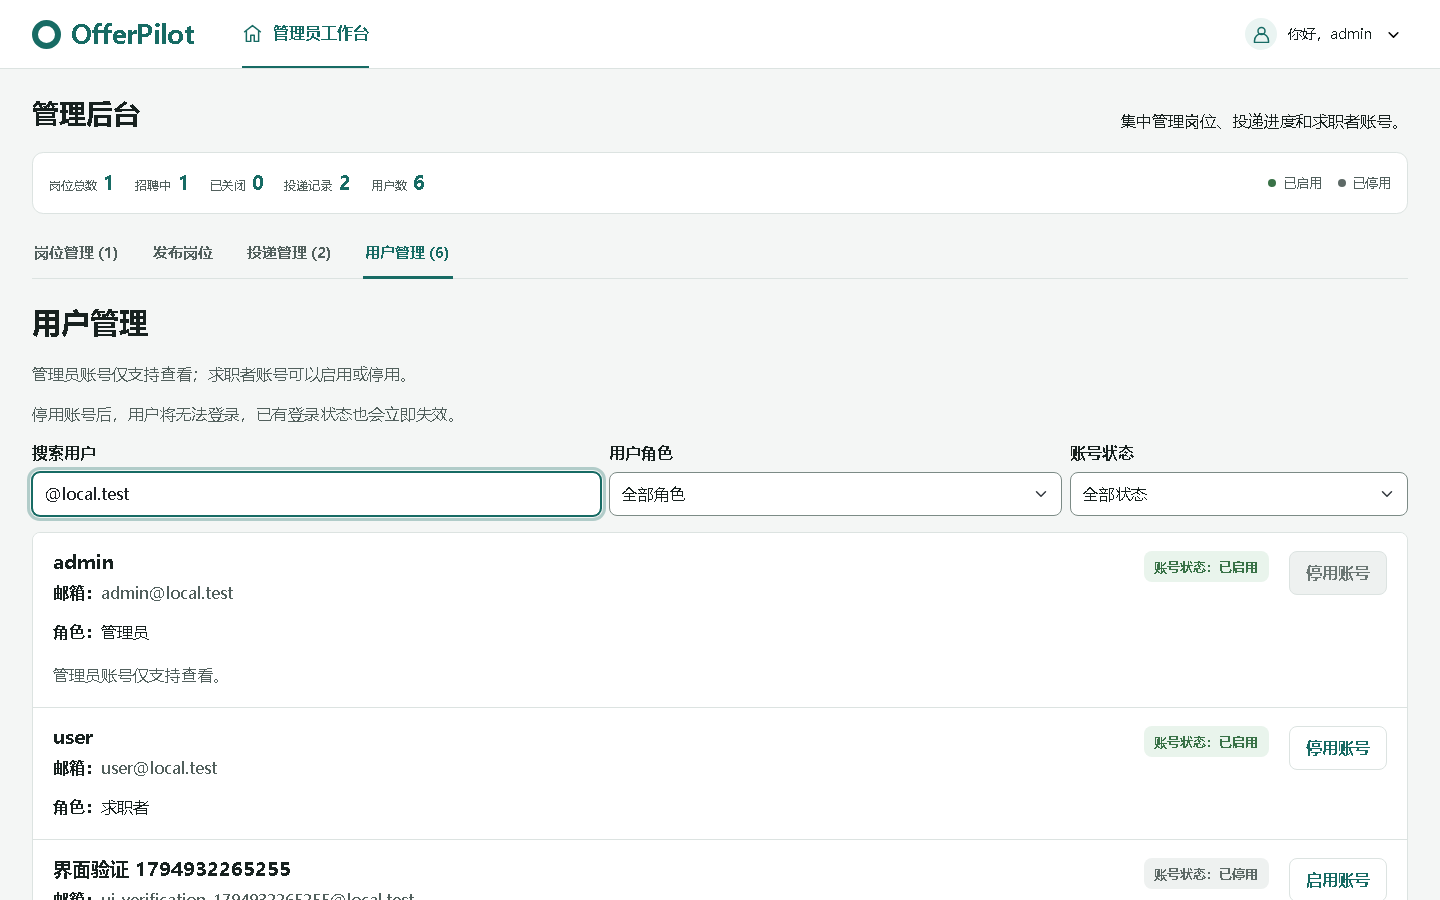 OfferPilot 管理员工作台 你好，admin
管理后台
集中管理岗位、投递进度和求职者账号。
岗位总数 1 招聘中 1 已关闭 0 投递记录 2 用户数 6 已启用 已停用
岗位管理 (1) 发布岗位 投递管理 (2) 用户管理 (6)
用户管理
管理员账号仅支持查看；求职者账号可以启用或停用。
停用账号后，用户将无法登录，已有登录状态也会立即失效。
搜索用户 用户角色 账号状态
@local.test 全部角色 全部状态
admin 账号状态：已启用 停用账号
邮箱：admin@local.test
角色：管理员
管理员账号仅支持查看。
user 账号状态：已启用 停用账号
邮箱：user@local.test
角色：求职者
界面验证 1794932265255 账号状态：已停用 启用账号
邮箱：ui-verification-1794932265255@local.test